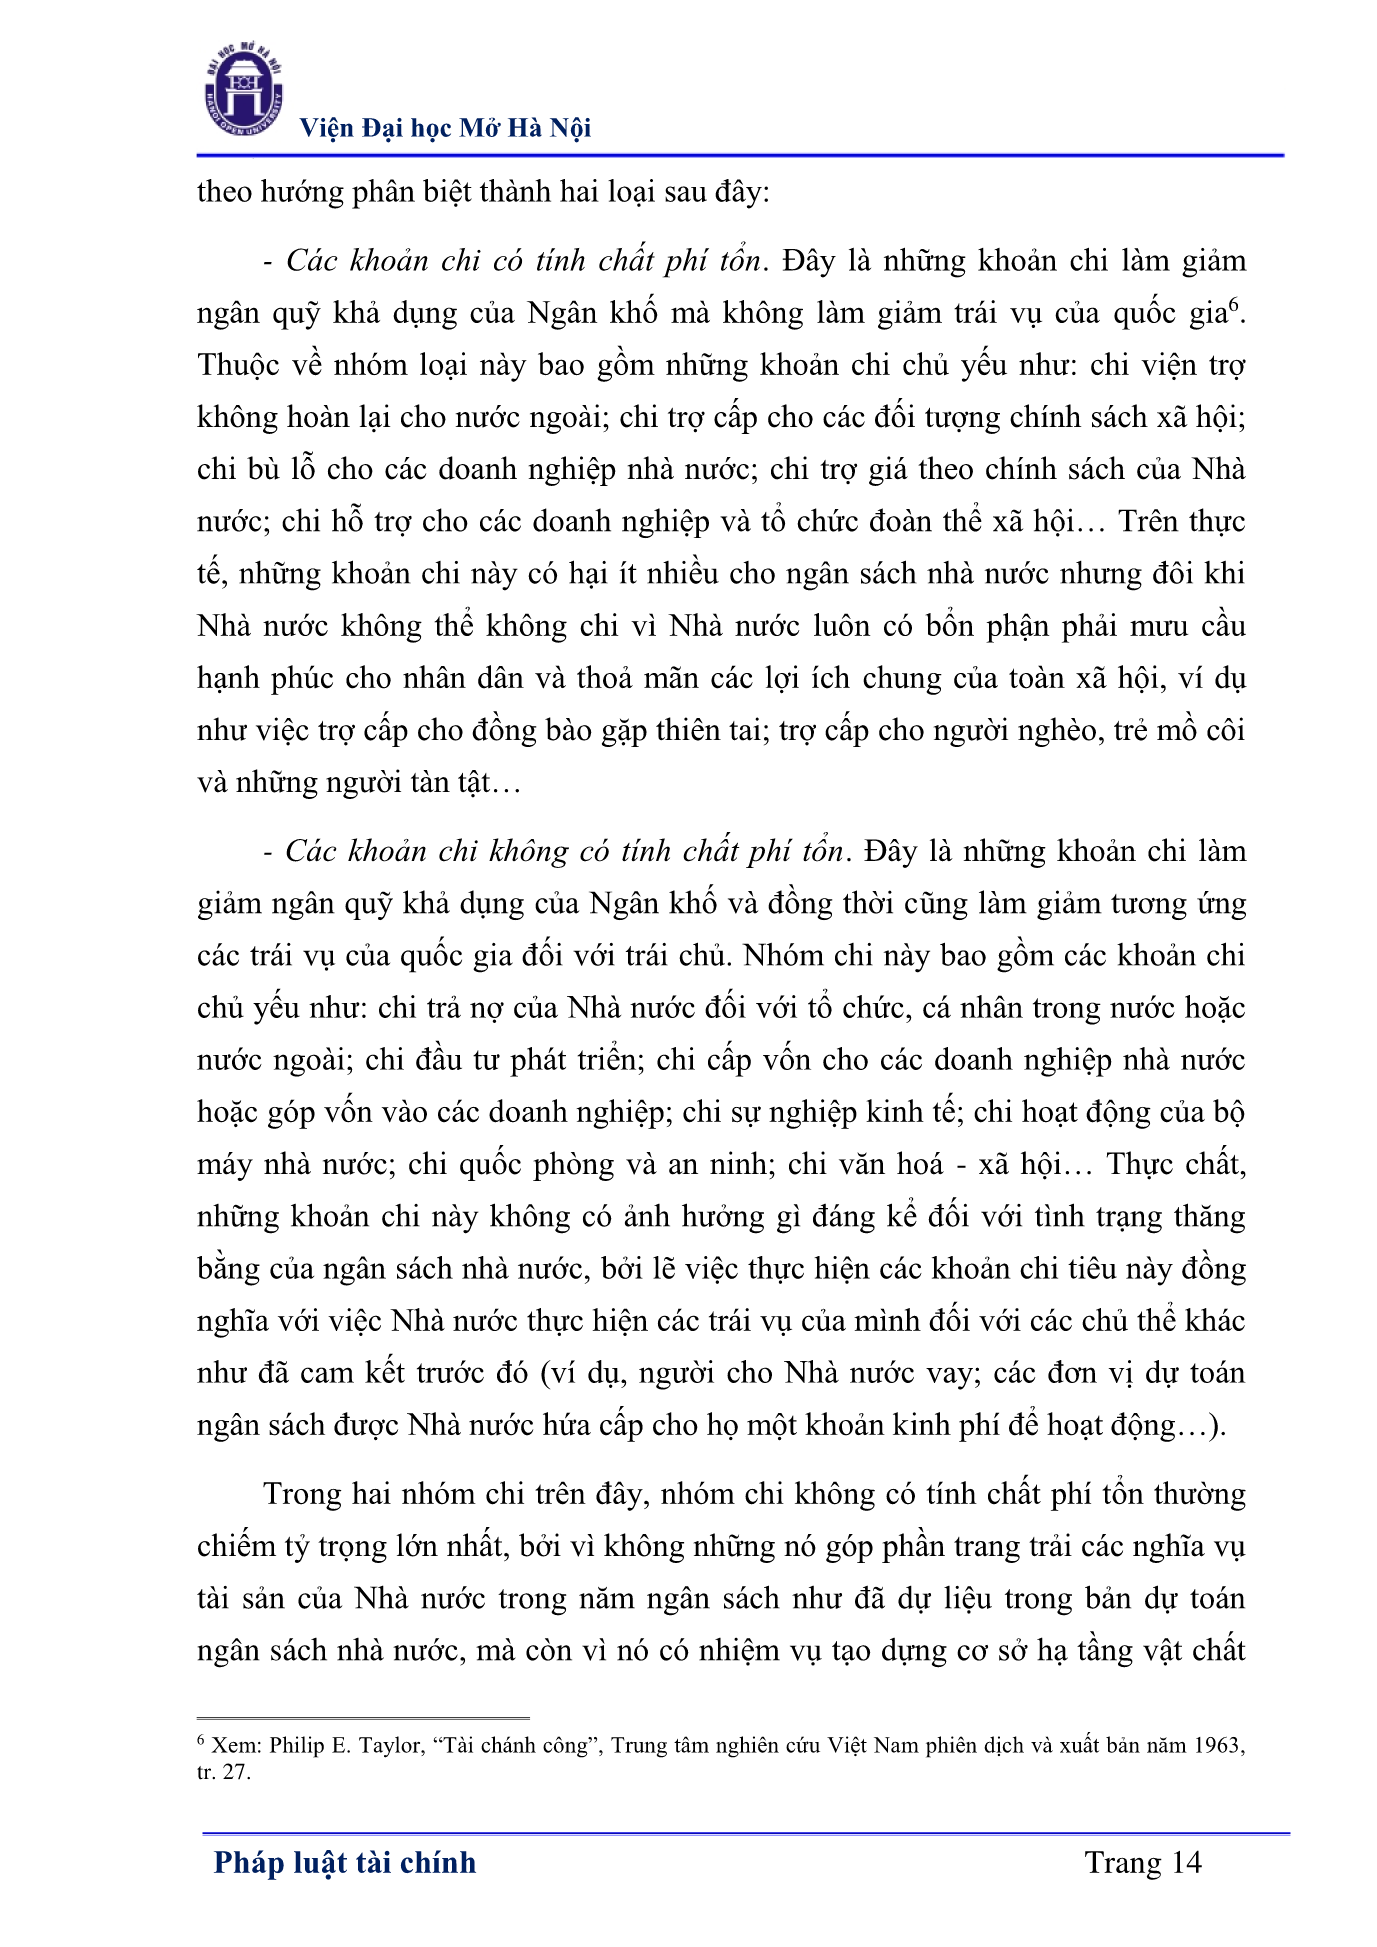 ĐẠI HỌC MỞ HÀ NỘI
HANOI OPEN UNIVERSITY
Viện Đại học Mở Hà Nội
theo hướng phân biệt thành hai loại sau đây:
- Các khoản chi có tính chất phí tổn. Đây là những khoản chi làm giảm
ngân quỹ khả dụng của Ngân khố mà không làm giảm trái vụ của quốc gia⁶.
Thuộc về nhóm loại này bao gồm những khoản chi chủ yếu như: chi viện trợ
không hoàn lại cho nước ngoài; chi trợ cấp cho các đối tượng chính sách xã hội;
chi bù lỗ cho các doanh nghiệp nhà nước; chi trợ giá theo chính sách của Nhà
nước; chi hỗ trợ cho các doanh nghiệp và tổ chức đoàn thể xã hội… Trên thực
tế, những khoản chi này có hại ít nhiều cho ngân sách nhà nước nhưng đôi khi
Nhà nước không thể không chi vì Nhà nước luôn có bổn phận phải mưu cầu
hạnh phúc cho nhân dân và thoả mãn các lợi ích chung của toàn xã hội, ví dụ
như việc trợ cấp cho đồng bào gặp thiên tai; trợ cấp cho người nghèo, trẻ mồ côi
và những người tàn tật…
- Các khoản chi không có tính chất phí tổn. Đây là những khoản chi làm
giảm ngân quỹ khả dụng của Ngân khố và đồng thời cũng làm giảm tương ứng
các trái vụ của quốc gia đối với trái chủ. Nhóm chi này bao gồm các khoản chi
chủ yếu như: chi trả nợ của Nhà nước đối với tổ chức, cá nhân trong nước hoặc
nước ngoài; chi đầu tư phát triển; chi cấp vốn cho các doanh nghiệp nhà nước
hoặc góp vốn vào các doanh nghiệp; chi sự nghiệp kinh tế; chi hoạt động của bộ
máy nhà nước; chi quốc phòng và an ninh; chi văn hoá - xã hội… Thực chất,
những khoản chi này không có ảnh hưởng gì đáng kể đối với tình trạng thăng
bằng của ngân sách nhà nước, bởi lẽ việc thực hiện các khoản chi tiêu này đồng
nghĩa với việc Nhà nước thực hiện các trái vụ của mình đối với các chủ thể khác
như đã cam kết trước đó (ví dụ, người cho Nhà nước vay; các đơn vị dự toán
ngân sách được Nhà nước hứa cấp cho họ một khoản kinh phí để hoạt động…).
Trong hai nhóm chi trên đây, nhóm chi không có tính chất phí tổn thường
chiếm tỷ trọng lớn nhất, bởi vì không những nó góp phần trang trải các nghĩa vụ
tài sản của Nhà nước trong năm ngân sách như đã dự liệu trong bản dự toán
ngân sách nhà nước, mà còn vì nó có nhiệm vụ tạo dựng cơ sở hạ tầng vật chất
⁶ Xem: Philip E. Taylor, “Tài chánh công”, Trung tâm nghiên cứu Việt Nam phiên dịch và xuất bản năm 1963,
tr. 27.
Pháp luật tài chính
Trang 14